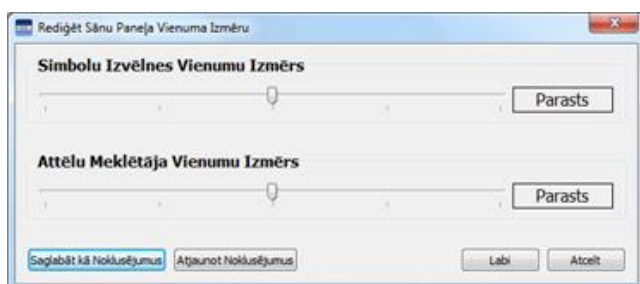 Rediģēt Sānu Paneļa Vienuma Izmēru
Simbolu Izvēlnes Vienumu Izmērs
Parasts
Attēlu Meklētāja Vienumu Izmērs
Parasts
Saglabāt kā Noklusējumus Atjaunot Noklusējumus Labi Atcelt